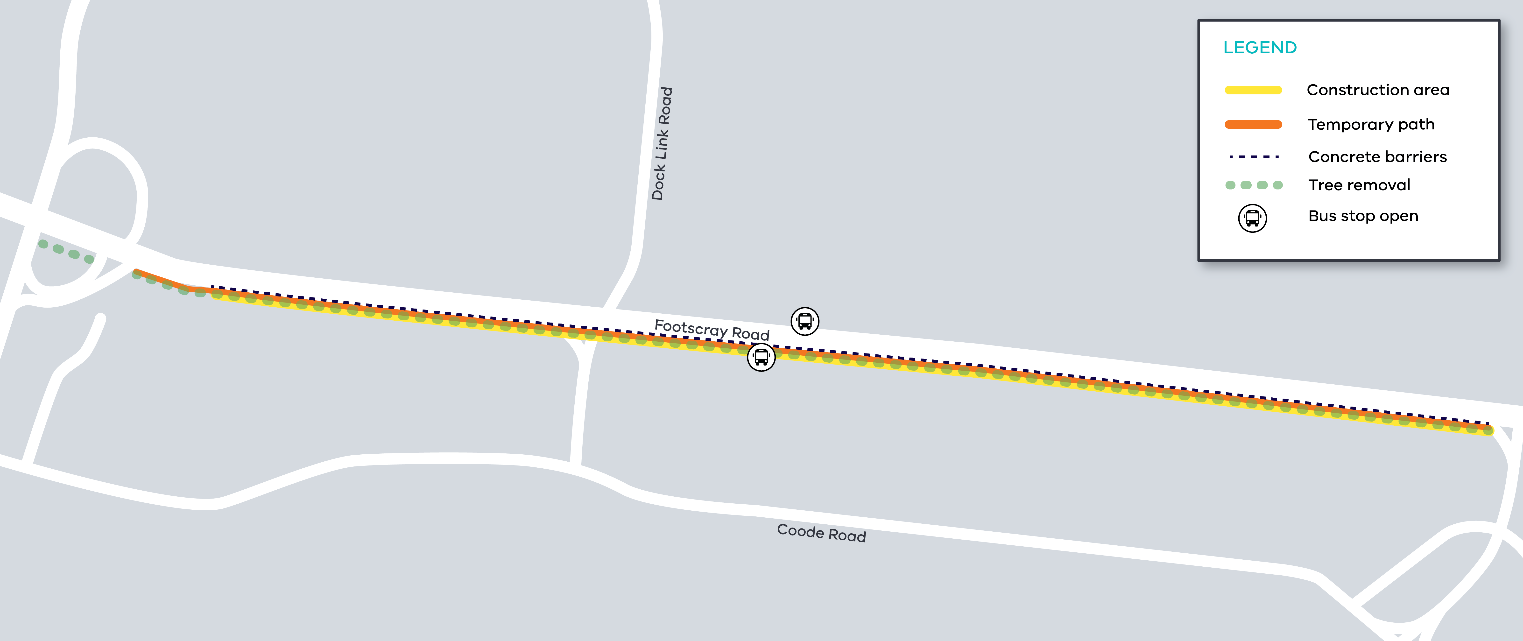 LEGEND
Construction area
Temporary path
Concrete barriers
Tree removal
Bus stop open
Dock Link Road
Footscray Road
Coode Road